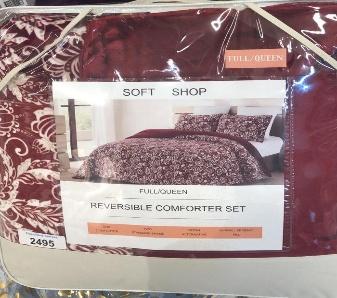 FULL/QUEEN
SOFT SHOP
FULL/QUEEN
REVERSIBLE COMFORTER SET
2495